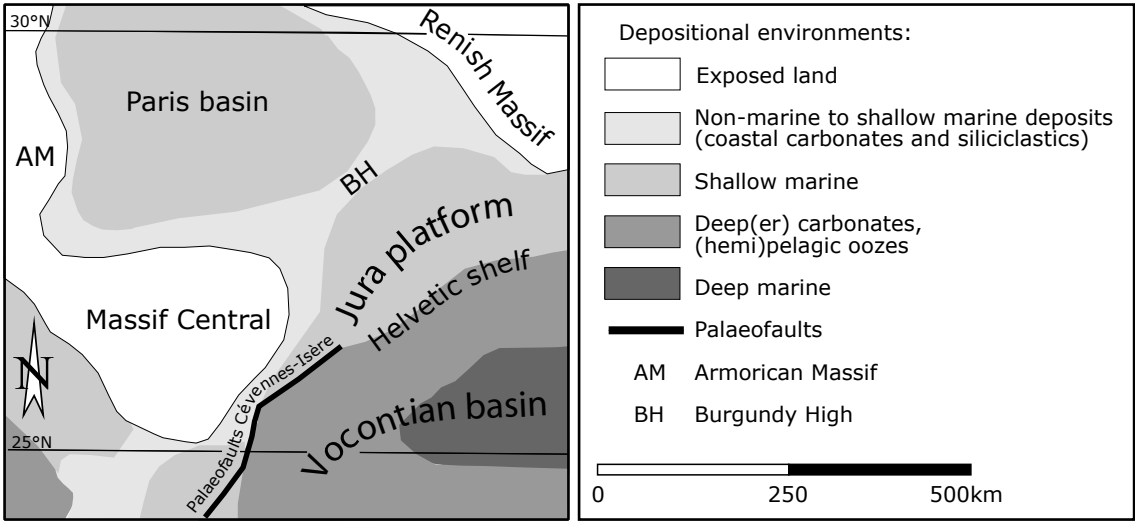 30°N
Renish Massif
Paris basin
AM
BH
Jura platform
Helvetic shelf
Massif Central
N
Palaeofaults Cévennes-Isère
Vocontian basin
25°N
Depositional environments:
Exposed land
Non-marine to shallow marine deposits
(coastal carbonates and siliciclastics)
Shallow marine
Deep(er) carbonates,
(hemi)pelagic oozes
Deep marine
Palaeofaults
AM Armorican Massif
BH Burgundy High
0 250 500km